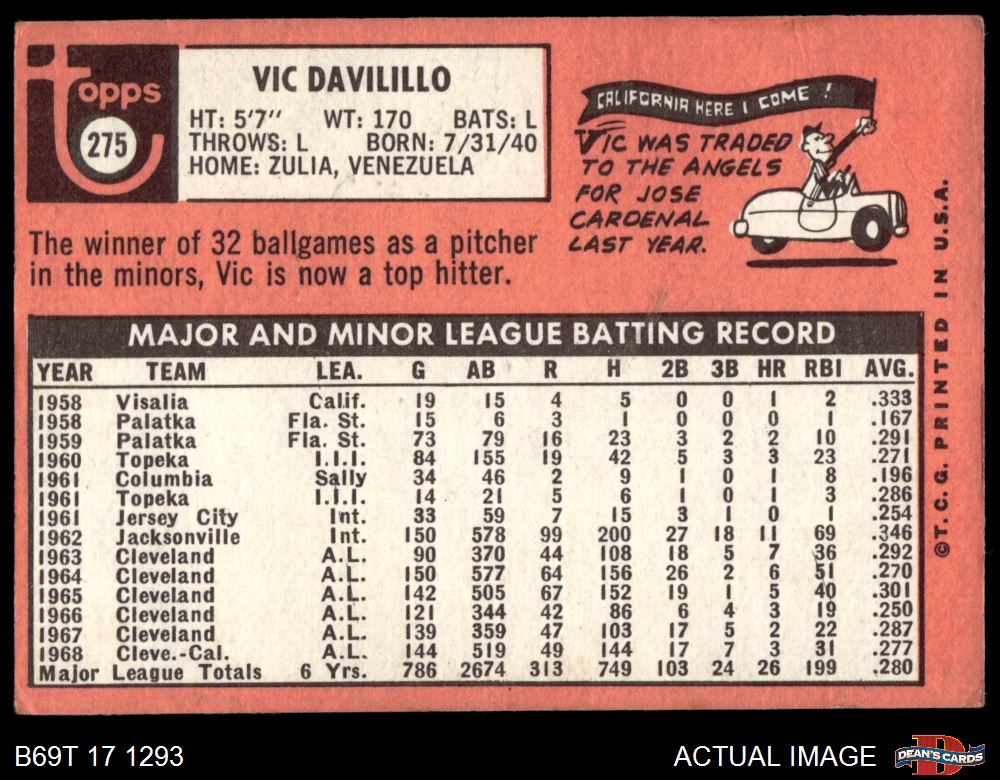 Topps
275
VIC DAVILILLO
HT: 5'7" WT: 170 BATS: L
THROWS: L BORN: 7/31/40
HOME: ZULIA, VENEZUELA
The winner of 32 ballgames as a pitcher
in the minors, Vic is now a top hitter.
CALIFORNIA HERE I COME !
VIC WAS TRADED
TO THE ANGELS
FOR JOSE
CARDENAL
LAST YEAR.
MAJOR AND MINOR LEAGUE BATTING RECORD
YEAR TEAM LEA. G AB R H 2B 3B HR RBI AVG.
1958 Visalia Calif. 19 15 4 5 0 0 1 2 .333
1958 Palatka Fla. St. 15 6 3 1 0 0 0 1 .167
1959 Palatka Fla. St. 73 79 16 23 3 2 2 10 .291
1960 Topeka I.I.I. 84 155 19 42 5 3 3 23 .271
1961 Columbia Sally 34 46 2 9 1 0 1 8 .196
1961 Topeka I.I.I. 14 21 5 6 1 0 1 3 .286
1961 Jersey City Int. 33 59 7 15 3 1 0 1 .254
1962 Jacksonville Int. 150 578 99 200 27 18 11 69 .346
1963 Cleveland A.L. 90 370 44 108 18 5 7 36 .292
1964 Cleveland A.L. 150 577 64 156 26 2 6 51 .270
1965 Cleveland A.L. 142 505 67 152 19 1 5 40 .301
1966 Cleveland A.L. 121 344 42 86 6 4 3 19 .250
1967 Cleveland A.L. 139 359 47 103 17 5 2 22 .287
1968 Cleve.-Cal. A.L. 144 519 49 144 17 7 3 31 .277
Major League Totals 6 Yrs. 786 2674 313 749 103 24 26 199 .280
©T.C.G. PRINTED IN U.S.A.
B69T 17 1293
ACTUAL IMAGE
DEAN'S CARDS